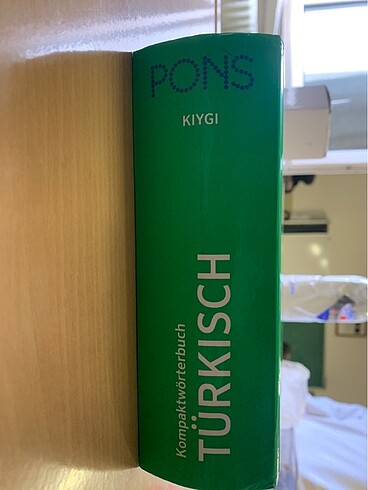 PONS
KIYGI
Kompaktwörterbuch
TÜRKISCH